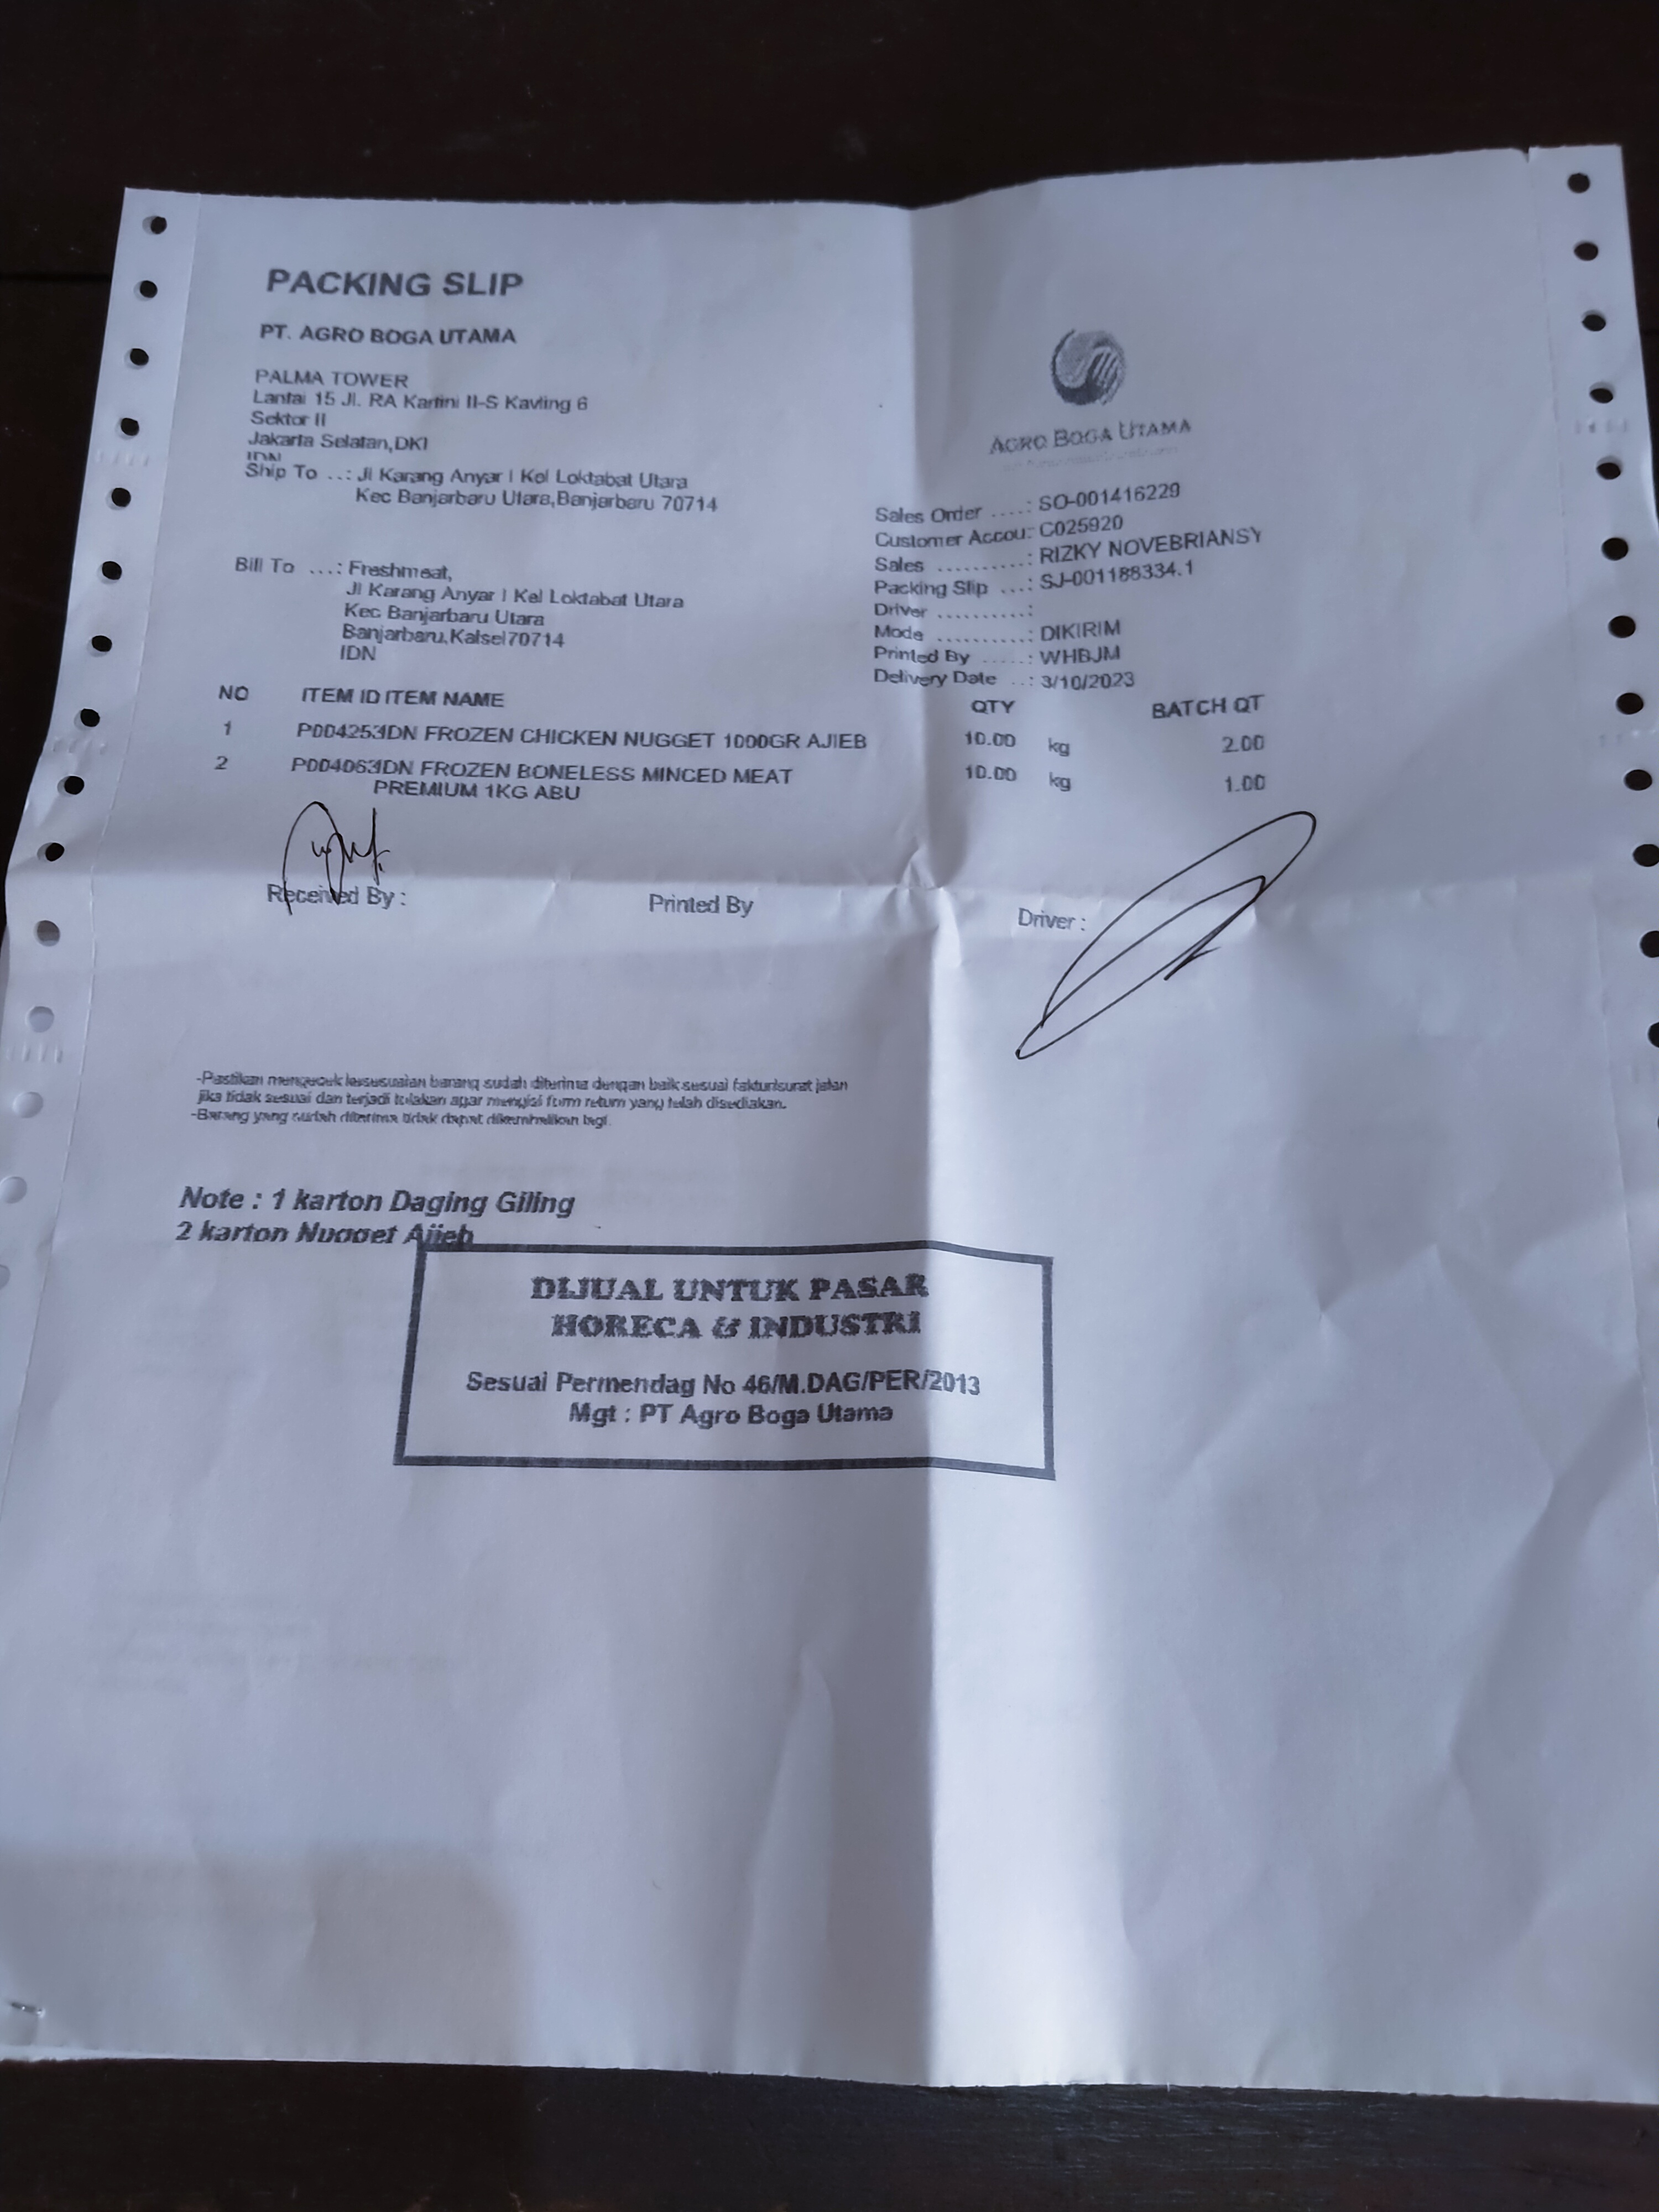 PACKING SLIP
PT. AGRO BOGA UTAMA
PALMA TOWER
Lantai 15 Jl. RA Kartini II-S Kavling 6
Sektor II
Jakarta Selatan,DKI
IDN
Ship To ..: Jl Karang Anyar I Kel Loktabat Utara
Kec Banjarbaru Utara,Banjarbaru 70714
Bill To ...: Freshmeat,
Jl Karang Anyar I Kel Loktabat Utara
Kec Banjarbaru Utara
Banjarbaru,Kalsel70714
IDN
AGRO BOGA UTAMA
Sales Order .....: SO-001416229
Customer Accou: C025920
Sales ..........: RIZKY NOVEBRIANSY
Packing Slip ....: SJ-001188334.1
Driver ..........:
Mode ...........: DIKIRIM
Printed By .....: WHBJM
Delivery Date ..: 3/10/2023
NO ITEM ID ITEM NAME QTY BATCH QT
1 P004253IDN FROZEN CHICKEN NUGGET 1000GR AJIEB 10.00 kg 2.00
2 P004063IDN FROZEN BONELESS MINCED MEAT 10.00 kg 1.00
PREMIUM 1KG ABU
Received By : Printed By Driver :
-Pastikan mengecek kesesuaian barang sudah diterima dengan baik sesuai faktur/surat jalan
jika tidak sesuai dan terjadi tolakan agar mengisi form return yang telah disediakan.
-Barang yang sudah diterima tidak dapat dikembalikan lagi.
Note : 1 karton Daging Giling
2 karton Nugget Ajieb
DIJUAL UNTUK PASAR
HORECA & INDUSTRI
Sesuai Permendag No 46/M.DAG/PER/2013
Mgt : PT Agro Boga Utama